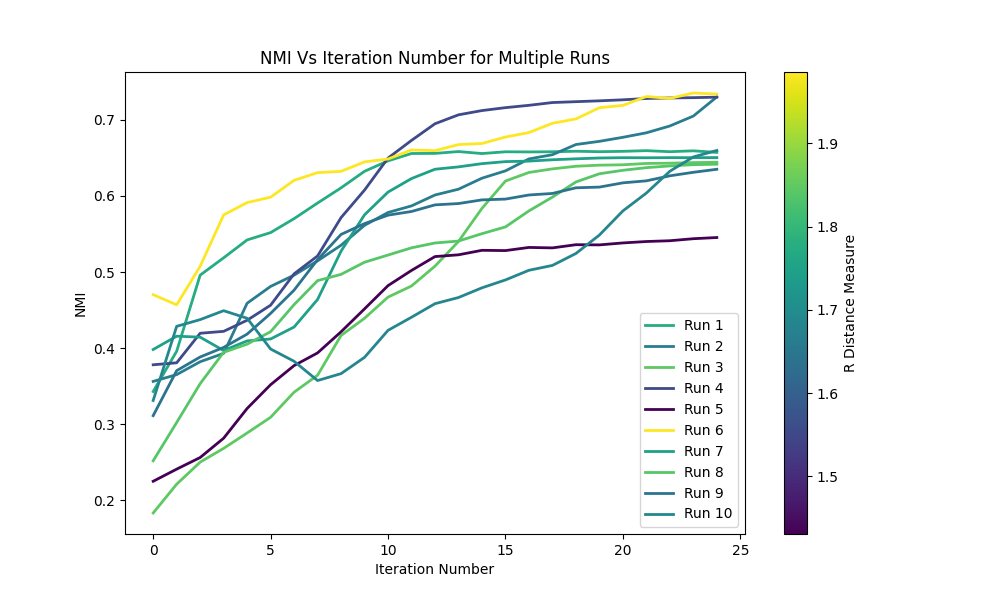 NMI Vs Iteration Number for Multiple Runs
NMI
0.7
0.6
0.5
0.4
0.3
0.2
0
5
10
15
20
25
Iteration Number
Run 1
Run 2
Run 3
Run 4
Run 5
Run 6
Run 7
Run 8
Run 9
Run 10
1.9
1.8
1.7
1.6
1.5
R Distance Measure